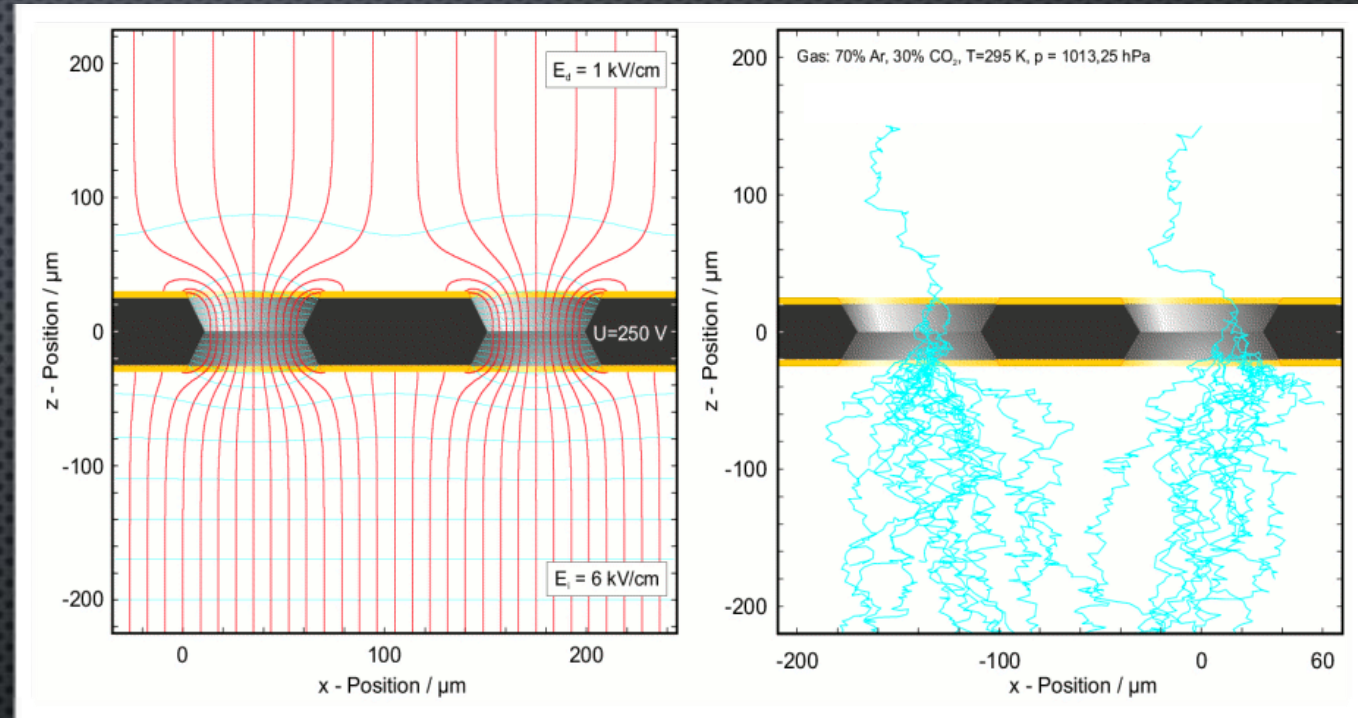 200
100
0
-100
-200
z - Position / µm
E_d = 1 kV/cm
U=250 V
E_i = 6 kV/cm
0
100
200
x - Position / µm
200
100
0
-100
-200
z - Position / µm
Gas: 70% Ar, 30% CO₂, T=295 K, p = 1013,25 hPa
-200
-100
0
60
x - Position / µm